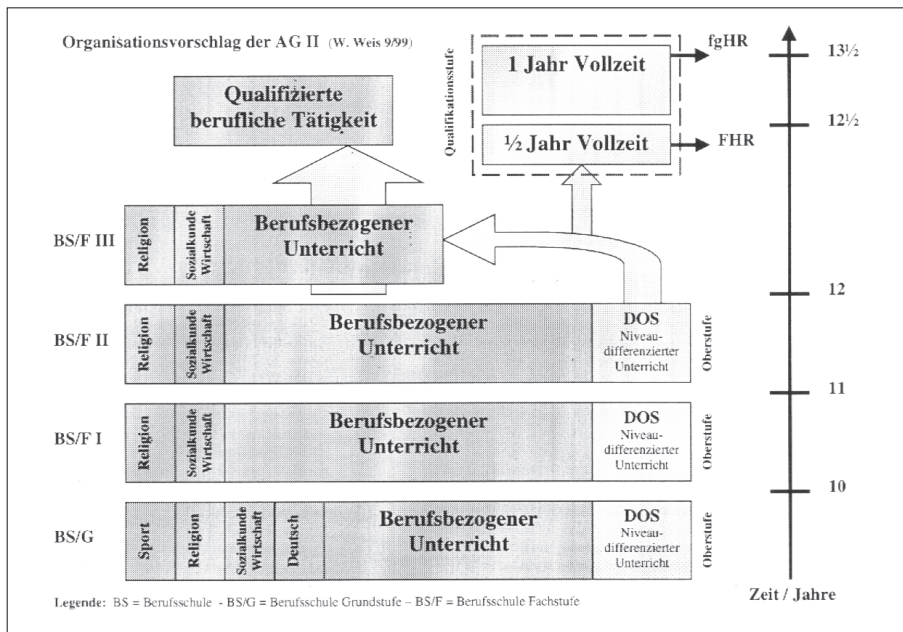 Organisationsvorschlag der AG II (W. Weis 9/99)
fgHR
13½
Qualifikationsstufe
1 Jahr Vollzeit
Qualifizierte
berufliche Tätigkeit
12½
½ Jahr Vollzeit
FHR
BS/F III
Religion
Sozialkunde
Wirtschaft
Berufsbezogener
Unterricht
12
BS/F II
Religion
Sozialkunde
Wirtschaft
Berufsbezogener
Unterricht
DOS
Niveau-
differenzierter
Unterricht
Oberstufe
11
BS/F I
Religion
Sozialkunde
Wirtschaft
Berufsbezogener
Unterricht
DOS
Niveau-
differenzierter
Unterricht
Oberstufe
10
BS/G
Sport
Religion
Sozialkunde
Wirtschaft
Deutsch
Berufsbezogener
Unterricht
DOS
Niveau-
differenzierter
Unterricht
Oberstufe
Zeit / Jahre
Legende: BS = Berufsschule - BS/G = Berufsschule Grundstufe – BS/F = Berufsschule Fachstufe